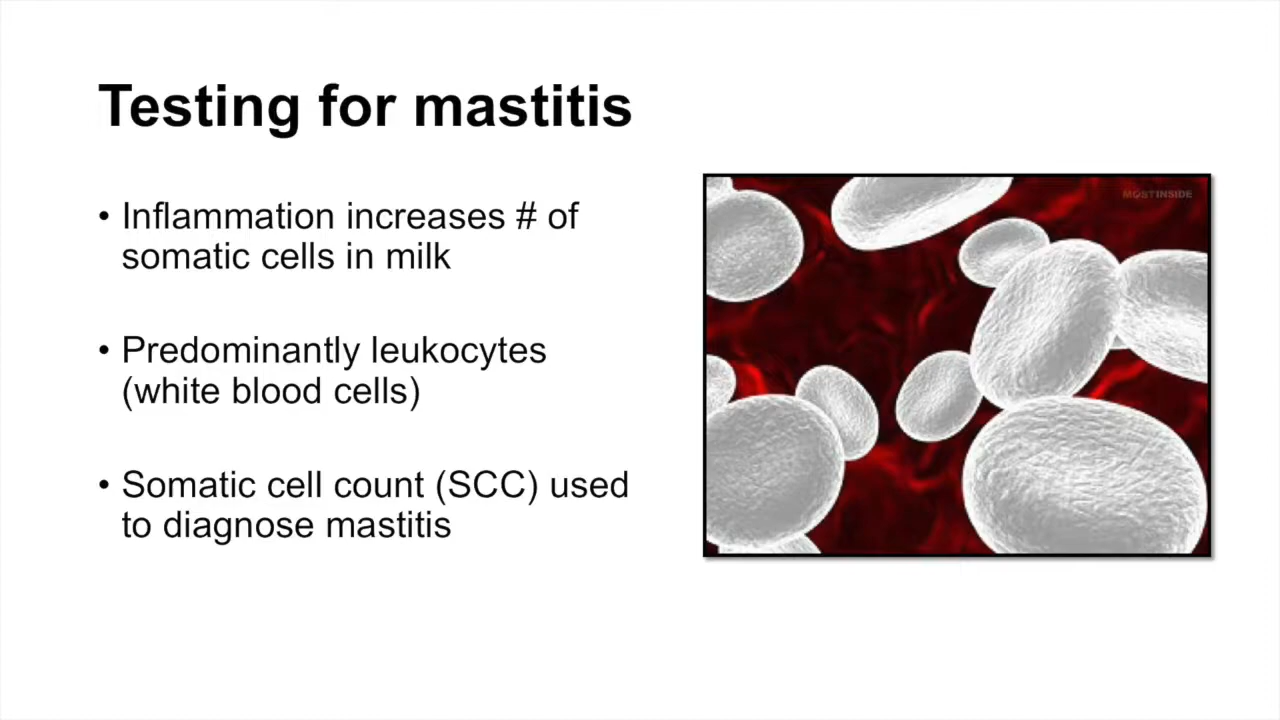 Testing for mastitis
• Inflammation increases # of
somatic cells in milk
• Predominantly leukocytes
(white blood cells)
• Somatic cell count (SCC) used
to diagnose mastitis
MOSTINSIDE